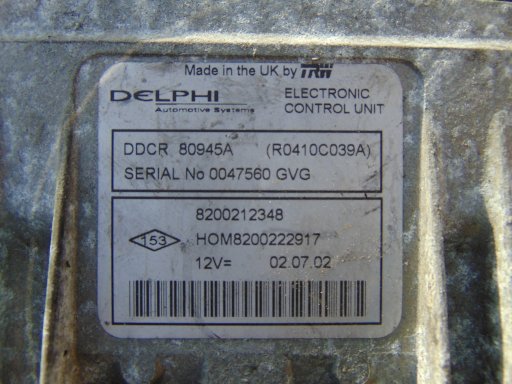 Made in the UK by TRW
DELPHI
Automotive Systems
ELECTRONIC
CONTROL UNIT
DDCR 80945A (R0410C039A)
SERIAL No 0047560 GVG
8200212348
153 HOM8200222917
12V= 02.07.02